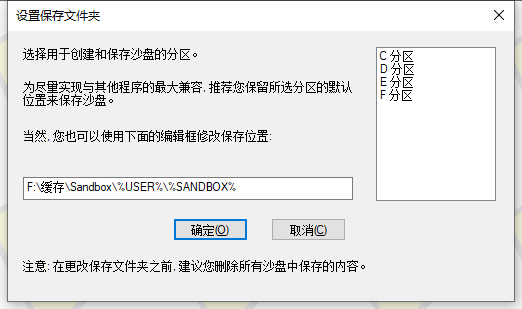 设置保存文件夹
选择用于创建和保存沙盘的分区。
为尽量实现与其他程序的最大兼容, 推荐您保留所选分区的默认
位置来保存沙盘。
当然, 您也可以使用下面的编辑框修改保存位置:
F:\缓存\Sandbox\%USER%\%SANDBOX%
C 分区
D 分区
E 分区
F 分区
确定(O)
取消(C)
注意: 在更改保存文件夹之前, 建议您删除所有沙盘中保存的内容。